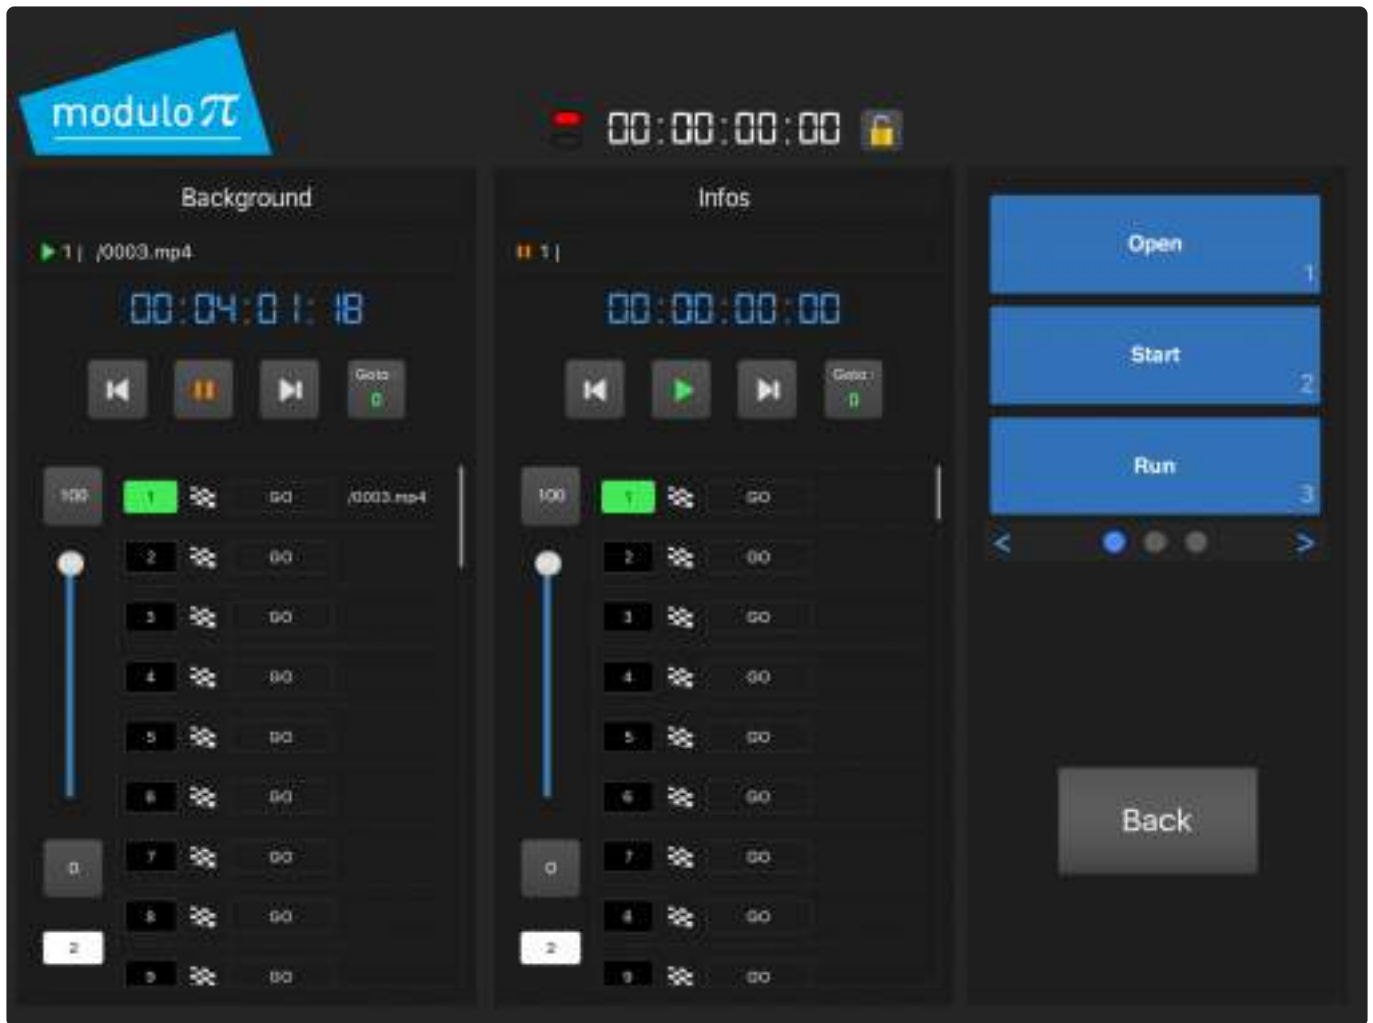 modulo π
00:00:00:00
Background
1 | /0003.mp4
00:04:01:18
Goto :
0
100
1 GO /0003.mp4
2 GO
3 GO
4 GO
5 GO
6 GO
7 GO
8 GO
9 GO
0
2
Infos
1 |
00:00:00:00
Goto :
0
100
1 GO
2 GO
3 GO
4 GO
5 GO
6 GO
7 GO
8 GO
9 GO
0
2
Open
1
Start
2
Run
3
< >
Back